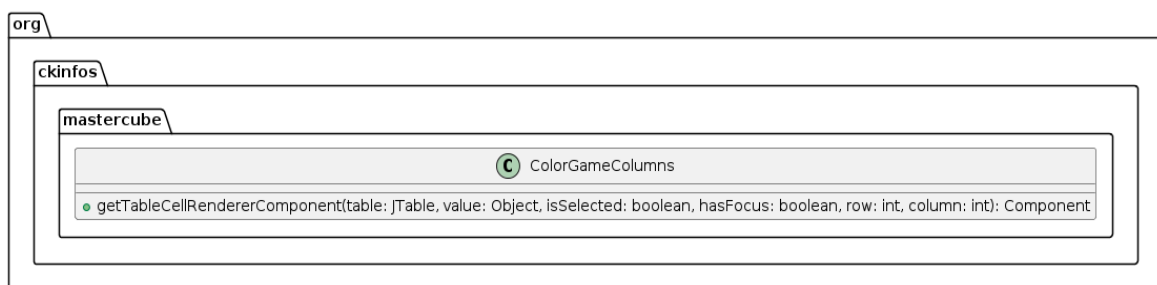 org
ckinfos
mastercube
C ColorGameColumns
getTableCellRendererComponent(table: JTable, value: Object, isSelected: boolean, hasFocus: boolean, row: int, column: int): Component